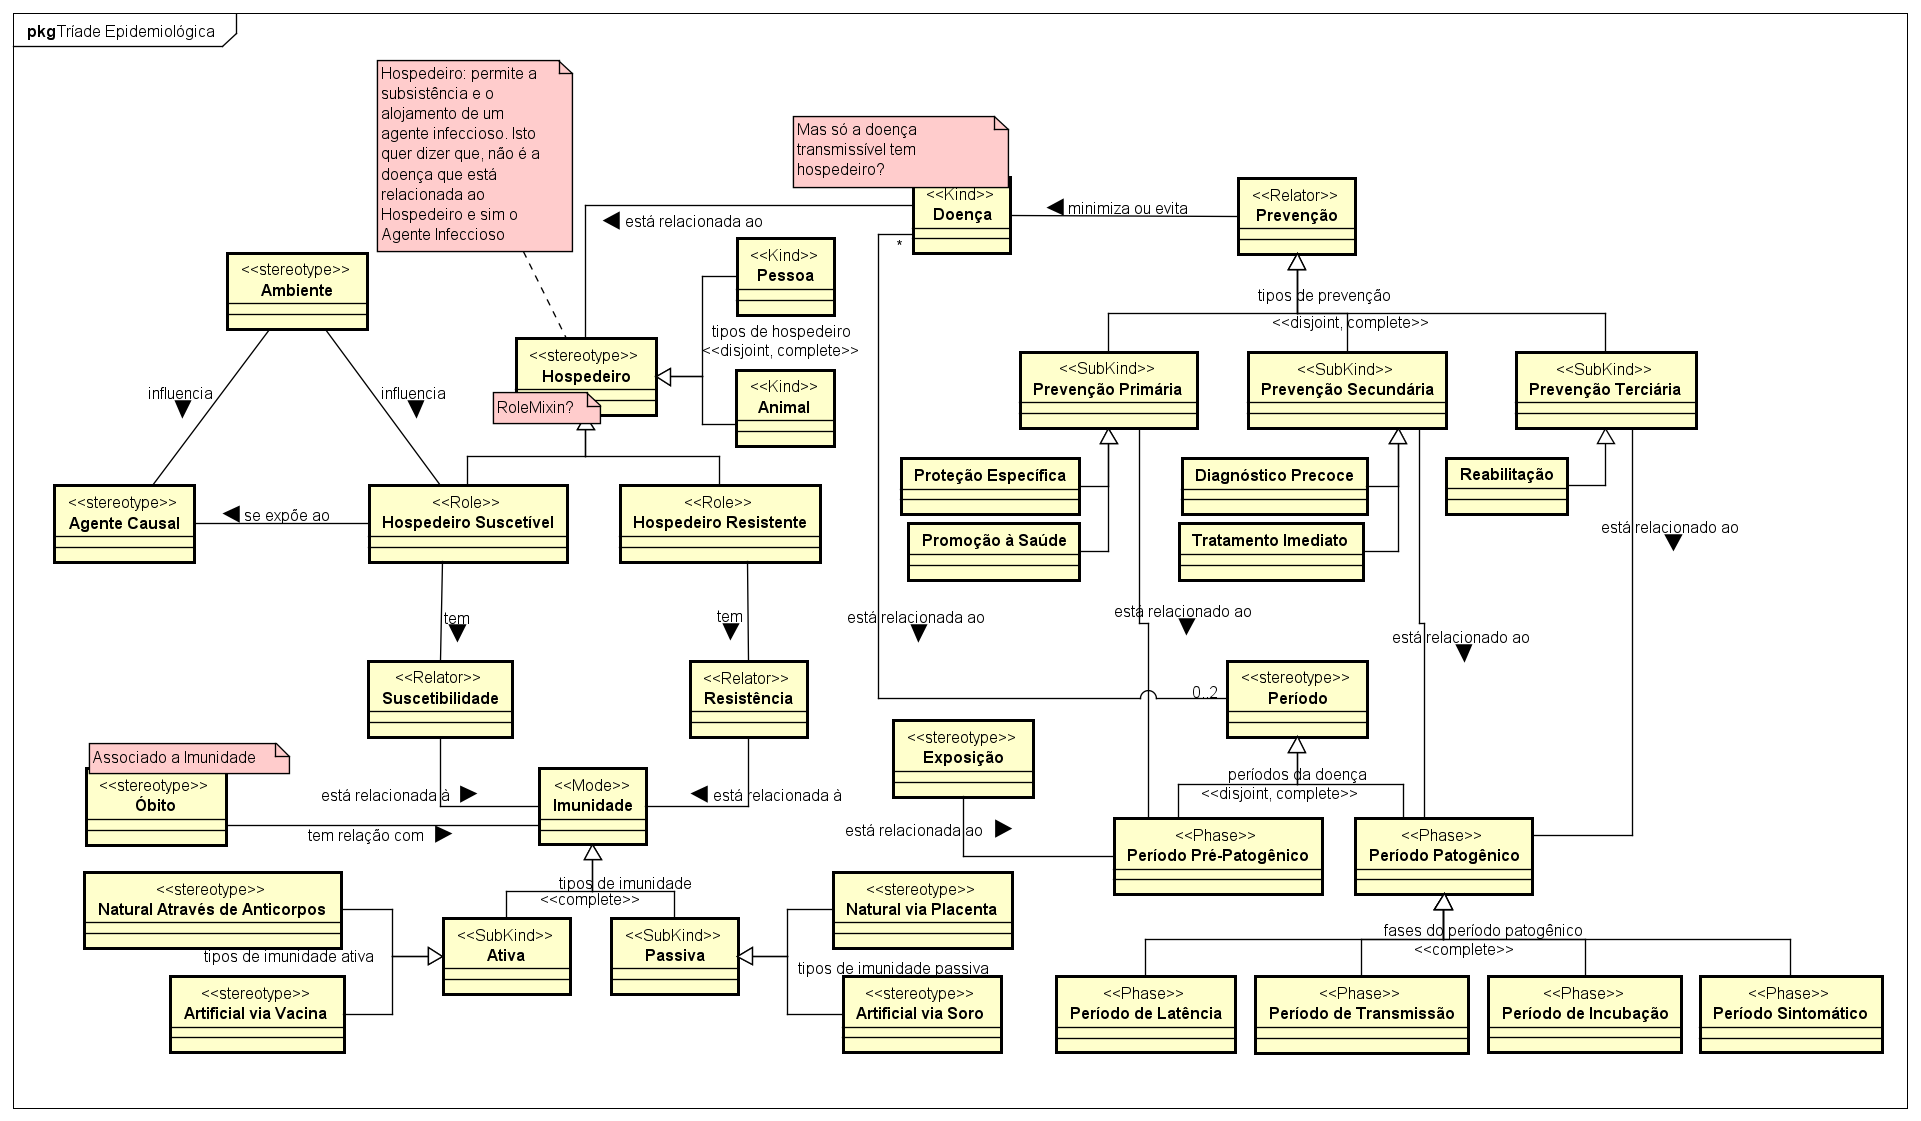 pkg Tríade Epidemiológica
Hospedeiro: permite a
subsistência e o
alojamento de um
agente infeccioso. Isto
quer dizer que, não é a
doença que está
relacionada ao
Hospedeiro e sim o
Agente Infeccioso
Mas só a doença
transmissível tem
hospedeiro?
<<Kind>>
Doença
está relacionada ao
minimiza ou evita
<<Relator>>
Prevenção
*
<<stereotype>>
Ambiente
<<Kind>>
Pessoa
tipos de hospedeiro
<<disjoint, complete>>
<<Kind>>
Animal
<<stereotype>>
Hospedeiro
RoleMixin?
tipos de prevenção
<<disjoint, complete>>
<<SubKind>>
Prevenção Primária
<<SubKind>>
Prevenção Secundária
<<SubKind>>
Prevenção Terciária
influencia
influencia
Proteção Específica
Promoção à Saúde
Diagnóstico Precoce
Tratamento Imediato
Reabilitação
<<stereotype>>
Agente Causal
se expõe ao
<<Role>>
Hospedeiro Suscetível
<<Role>>
Hospedeiro Resistente
está relacionado ao
tem
tem
está relacionada ao
está relacionado ao
está relacionado ao
<<Relator>>
Suscetibilidade
<<Relator>>
Resistência
0..2
<<stereotype>>
Período
<<stereotype>>
Exposição
está relacionada ao
períodos da doença
<<disjoint, complete>>
Associado a Imunidade
<<stereotype>>
Óbito
está relacionada à
tem relação com
<<Mode>>
Imunidade
está relacionada à
<<Phase>>
Período Pré-Patogênico
<<Phase>>
Período Patogênico
tipos de imunidade
<<complete>>
<<stereotype>>
Natural Através de Anticorpos
tipos de imunidade ativa
<<stereotype>>
Artificial via Vacina
<<SubKind>>
Ativa
<<SubKind>>
Passiva
<<stereotype>>
Natural via Placenta
tipos de imunidade passiva
<<stereotype>>
Artificial via Soro
fases do período patogênico
<<complete>>
<<Phase>>
Período de Latência
<<Phase>>
Período de Transmissão
<<Phase>>
Período de Incubação
<<Phase>>
Período Sintomático